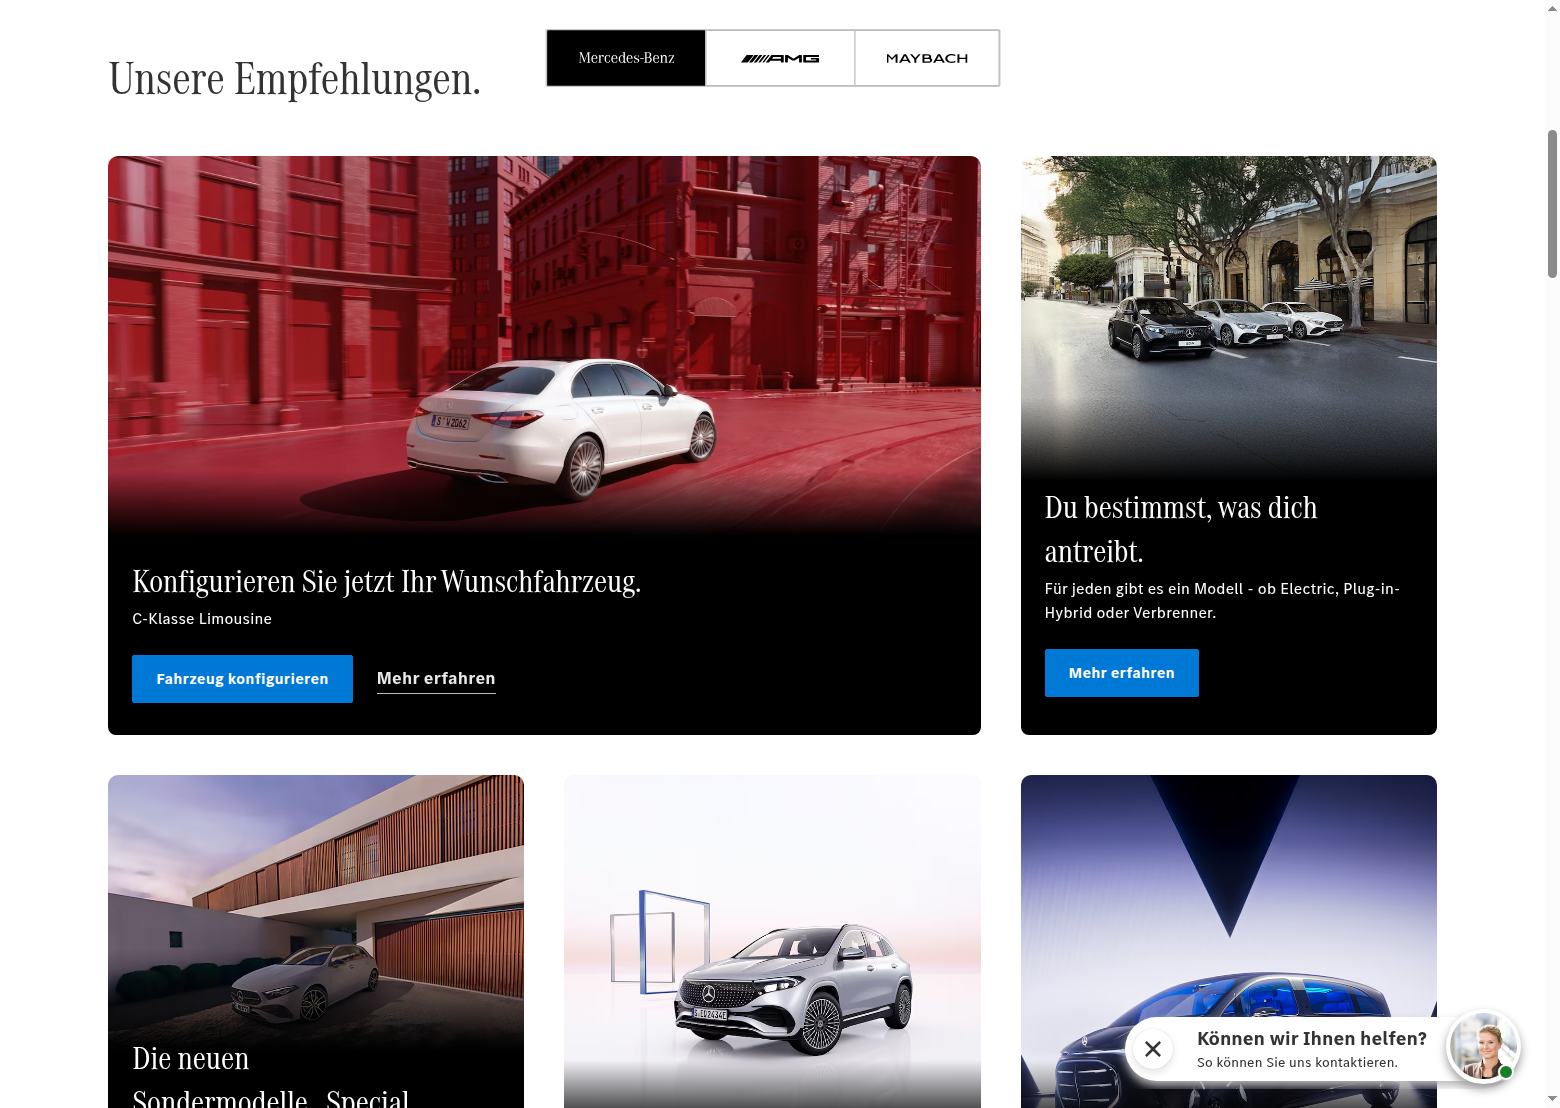 Unsere Empfehlungen.
Mercedes-Benz
AMG
MAYBACH
Konfigurieren Sie jetzt Ihr Wunschfahrzeug.
C-Klasse Limousine
Fahrzeug konfigurieren
Mehr erfahren
Du bestimmst, was dich
antreibt.
Für jeden gibt es ein Modell - ob Electric, Plug-in-
Hybrid oder Verbrenner.
Mehr erfahren
Die neuen
Sondermodelle
Special
Können wir Ihnen helfen?
So können Sie uns kontaktieren.